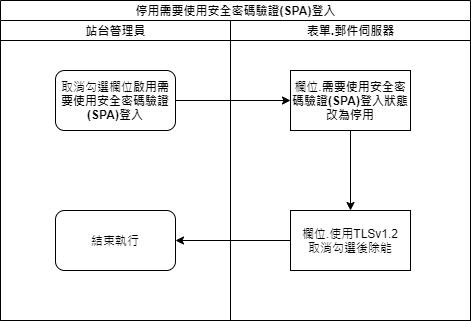 停用需要使用安全密碼驗證(SPA)登入
站台管理員
表單.郵件伺服器
取消勾選欄位啟用需
要使用安全密碼驗證
(SPA)登入
欄位.需要使用安全密
碼驗證(SPA)登入狀態
改為停用
結束執行
欄位.使用TLSv1.2
取消勾選後除能